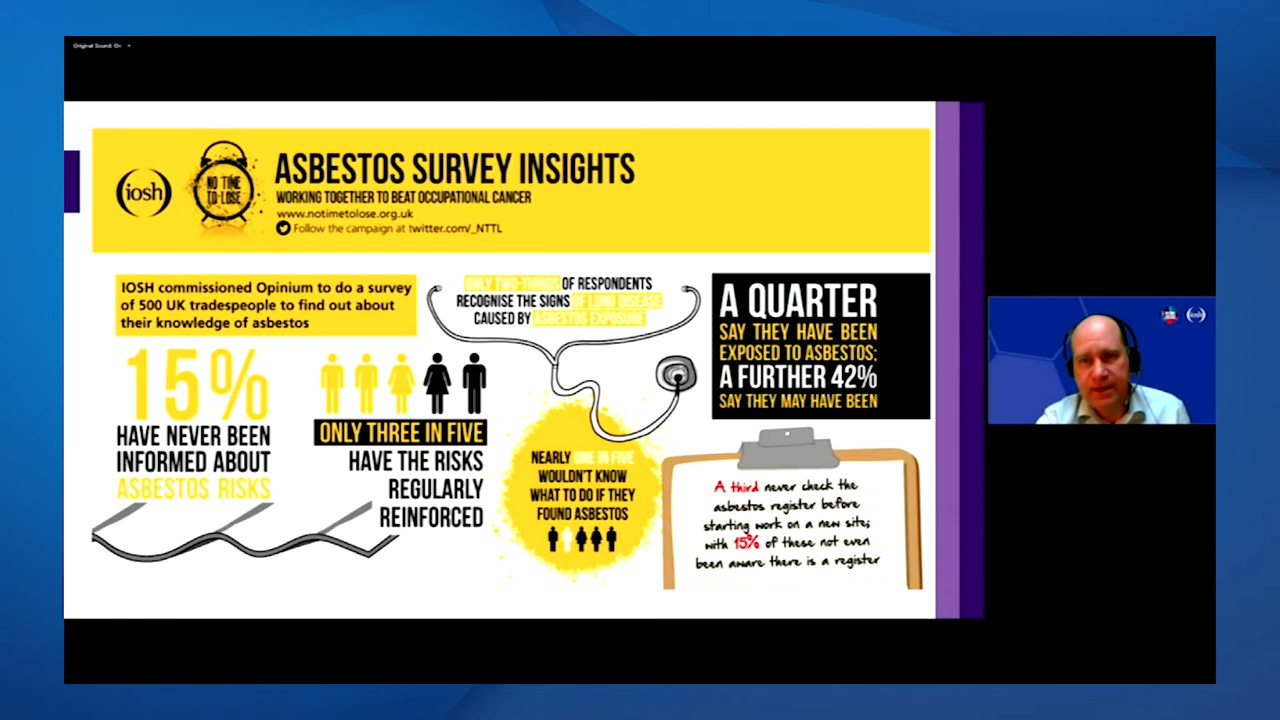 Original Sound: On
iosh
NO TIME
TO LOSE
ASBESTOS SURVEY INSIGHTS
WORKING TOGETHER TO BEAT OCCUPATIONAL CANCER
www.notimetolose.org.uk
Follow the campaign at twitter.com/_NTTL
IOSH commissioned Opinium to do a survey
of 500 UK tradespeople to find out about
their knowledge of asbestos
15%
HAVE NEVER BEEN
INFORMED ABOUT
ASBESTOS RISKS
ONLY THREE IN FIVE
HAVE THE RISKS
REGULARLY
REINFORCED
ONLY TWO-THIRDS OF RESPONDENTS
RECOGNISE THE SIGNS OF LUNG DISEASE
CAUSED BY ASBESTOS EXPOSURE
NEARLY ONE IN FIVE
WOULDN'T KNOW
WHAT TO DO IF THEY
FOUND ASBESTOS
A QUARTER
SAY THEY HAVE BEEN
EXPOSED TO ASBESTOS;
A FURTHER 42%
SAY THEY MAY HAVE BEEN
A third never check the
asbestos register before
starting work on a new site;
with 15% of these not even
been aware there is a register
iosh